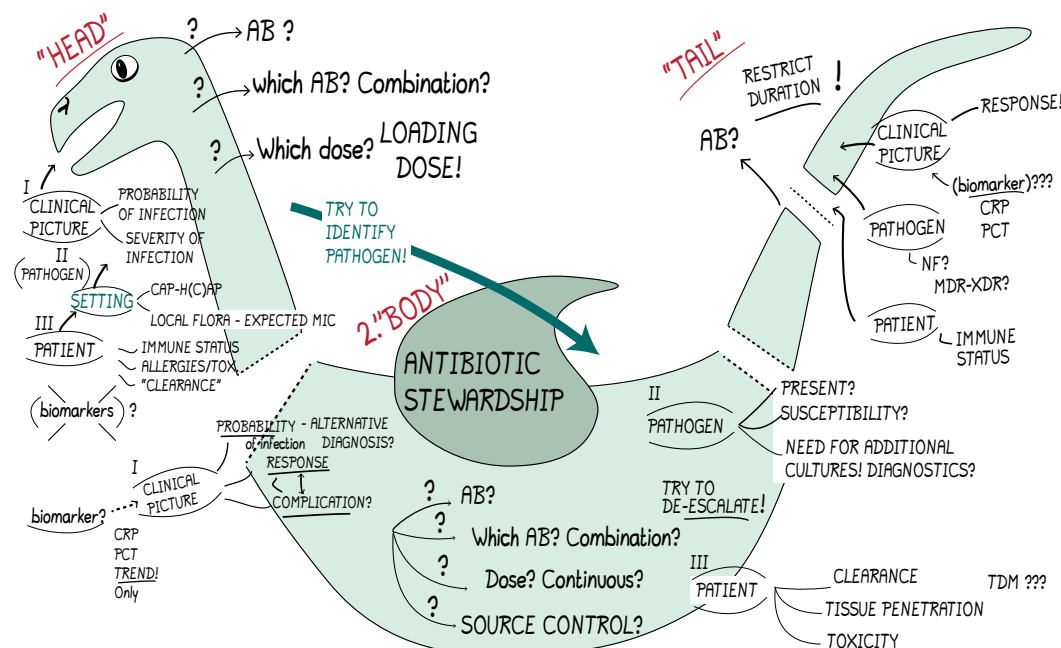 "HEAD"
?
AB ?
?
which AB? Combination?
?
Which dose? LOADING
DOSE!
I
CLINICAL
PICTURE
PROBABILITY
OF INFECTION
SEVERITY OF
INFECTION
II
(PATHOGEN)
SETTING
CAP-H(C)AP
LOCAL FLORA - EXPECTED MIC
III
PATIENT
IMMUNE STATUS
ALLERGIES/TOX.
"CLEARANCE"
(biomarkers) ?
TRY TO
IDENTIFY
PATHOGEN!
2."BODY"
ANTIBIOTIC
STEWARDSHIP
I
CLINICAL
PICTURE
PROBABILITY - ALTERNATIVE
of infection DIAGNOSIS?
RESPONSE
COMPLICATION?
biomarker?
CRP
PCT
TREND!
Only
?
AB?
?
Which AB? Combination?
?
Dose? Continuous?
?
SOURCE CONTROL?
II
PATHOGEN
PRESENT?
SUSCEPTIBILITY?
NEED FOR ADDITIONAL
CULTURES! DIAGNOSTICS?
TRY TO
DE-ESCALATE!
III
PATIENT
CLEARANCE
TDM ???
TISSUE PENETRATION
TOXICITY
"TAIL"
RESTRICT
DURATION !
AB?
CLINICAL
PICTURE
RESPONSE!
(biomarker)???
CRP
PCT
PATHOGEN
NF?
MDR-XDR?
PATIENT
IMMUNE
STATUS